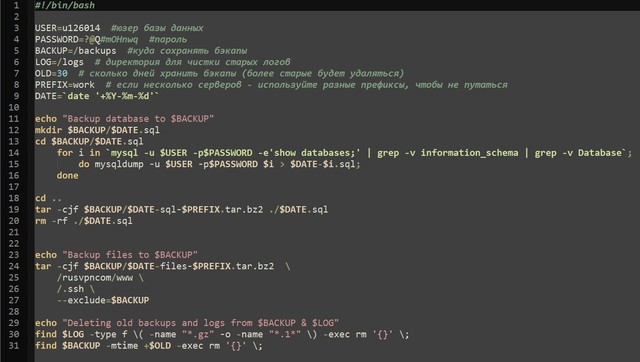 1 #!/bin/bash
2
3 USER=u126014 #юзер базы данных
4 PASSWORD=?@Q#mOHnwq #пароль
5 BACKUP=/backups #куда сохранять бэкапы
6 LOG=/logs # директория для чистки старых логов
7 OLD=30 # сколько дней хранить бэкапы (более старые будет удаляться)
8 PREFIX=work # если несколько серверов - используйте разные префиксы, чтобы не путаться
9 DATE=`date '+%Y-%m-%d'`
10
11 echo "Backup database to $BACKUP"
12 mkdir $BACKUP/$DATE.sql
13 cd $BACKUP/$DATE.sql
14 for i in `mysql -u $USER -p$PASSWORD -e'show databases;' | grep -v information_schema | grep -v Database`;
15 do mysqldump -u $USER -p$PASSWORD $i > $DATE-$i.sql;
16 done
17
18 cd ..
19 tar -cjf $BACKUP/$DATE-sql-$PREFIX.tar.bz2 ./$DATE.sql
20 rm -rf ./$DATE.sql
21
22
23 echo "Backup files to $BACKUP"
24 tar -cjf $BACKUP/$DATE-files-$PREFIX.tar.bz2 \
25 /rusvpncom/www \
26 /.ssh \
27 --exclude=$BACKUP
28
29 echo "Deleting old backups and logs from $BACKUP & $LOG"
30 find $LOG -type f \( -name "*.gz" -o -name "*.1*" \) -exec rm '{}' \;
31 find $BACKUP -mtime +$OLD -exec rm '{}' \;